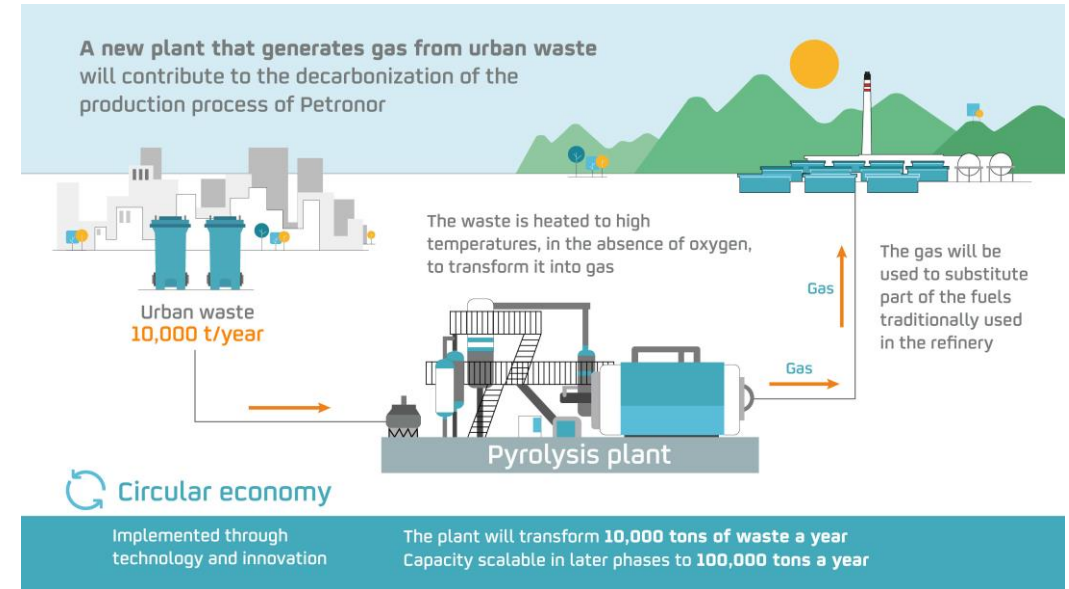 A new plant that generates gas from urban waste
will contribute to the decarbonization of the
production process of Petronor
The waste is heated to high
temperatures, in the absence of oxygen,
to transform it into gas
The gas will be
used to substitute
part of the fuels
traditionally used
in the refinery
Gas
Gas
Urban waste
10,000 t/year
Pyrolysis plant
Circular economy
Implemented through
technology and innovation
The plant will transform 10,000 tons of waste a year
Capacity scalable in later phases to 100,000 tons a year